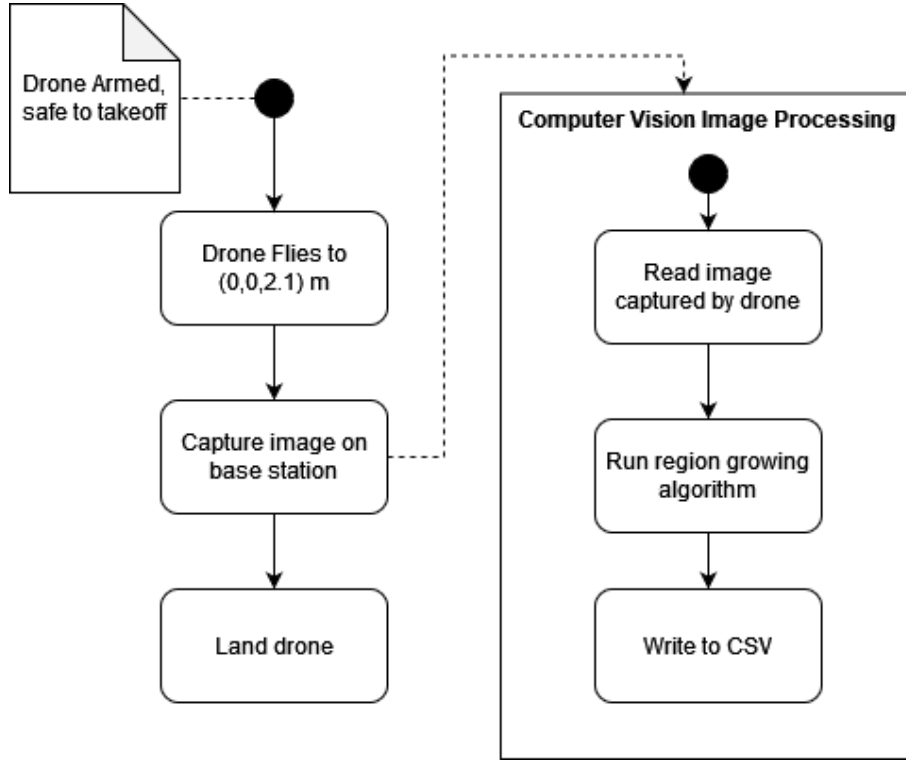 Drone Armed,
safe to takeoff
Drone Flies to
(0,0,2.1) m
Capture image on
base station
Land drone
Computer Vision Image Processing
Read image
captured by drone
Run region growing
algorithm
Write to CSV